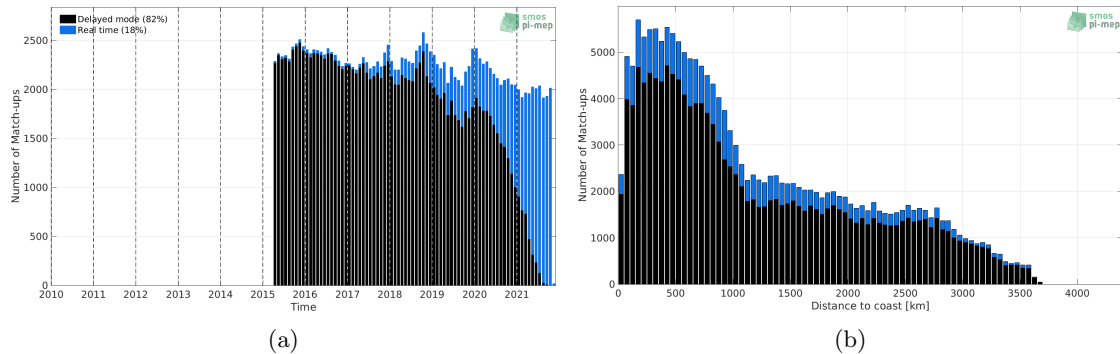 Delayed mode (82%)
Real time (18%)
smos
pi-mep
2500
2000
1500
1000
500
0
Number of Match-ups
2010 2011 2012 2013 2014 2015 2016 2017 2018 2019 2020 2021
Time
(a)
smos
pi-mep
5000
4000
3000
2000
1000
0
Number of Match-ups
0 500 1000 1500 2000 2500 3000 3500 4000
Distance to coast [km]
(b)